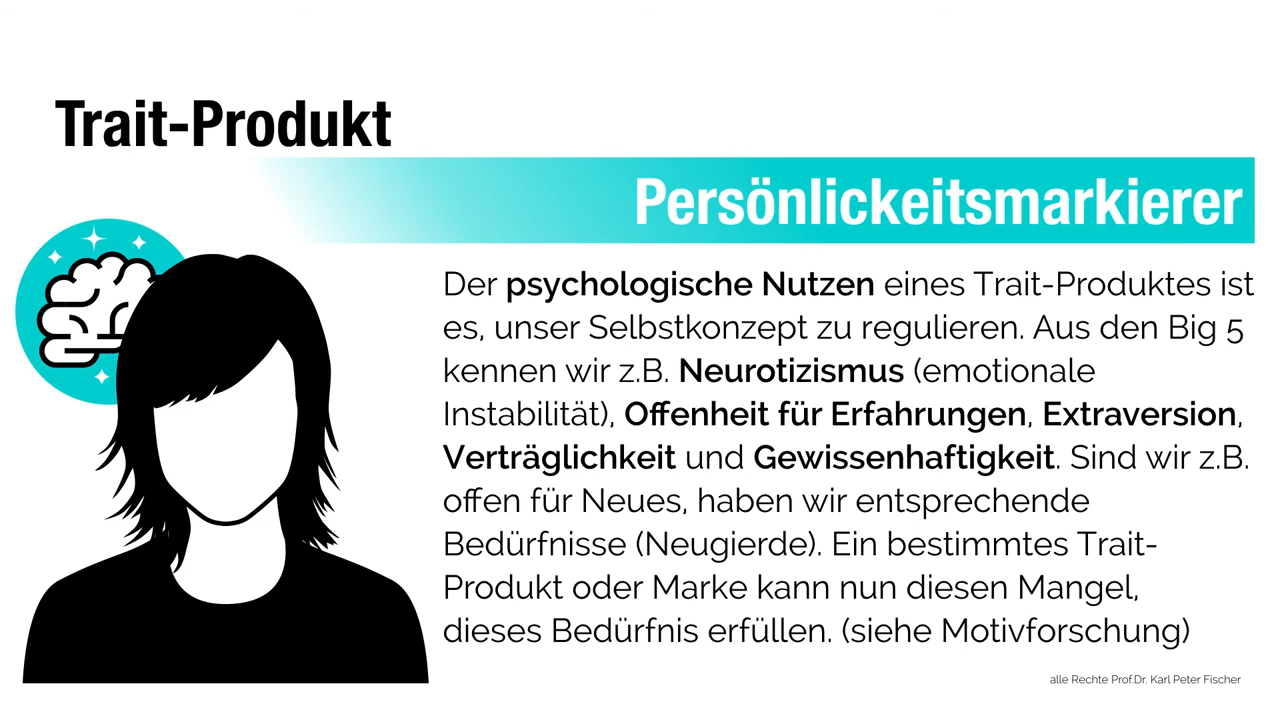 Trait-Produkt
Persönlickeitsmarkierer
Der psychologische Nutzen eines Trait-Produktes ist
es, unser Selbstkonzept zu regulieren. Aus den Big 5
kennen wir z.B. Neurotizismus (emotionale
Instabilität), Offenheit für Erfahrungen, Extraversion,
Verträglichkeit und Gewissenhaftigkeit. Sind wir z.B.
offen für Neues, haben wir entsprechende
Bedürfnisse (Neugierde). Ein bestimmtes Trait-
Produkt oder Marke kann nun diesen Mangel,
dieses Bedürfnis erfüllen. (siehe Motivforschung)
alle Rechte Prof.Dr. Karl Peter Fischer